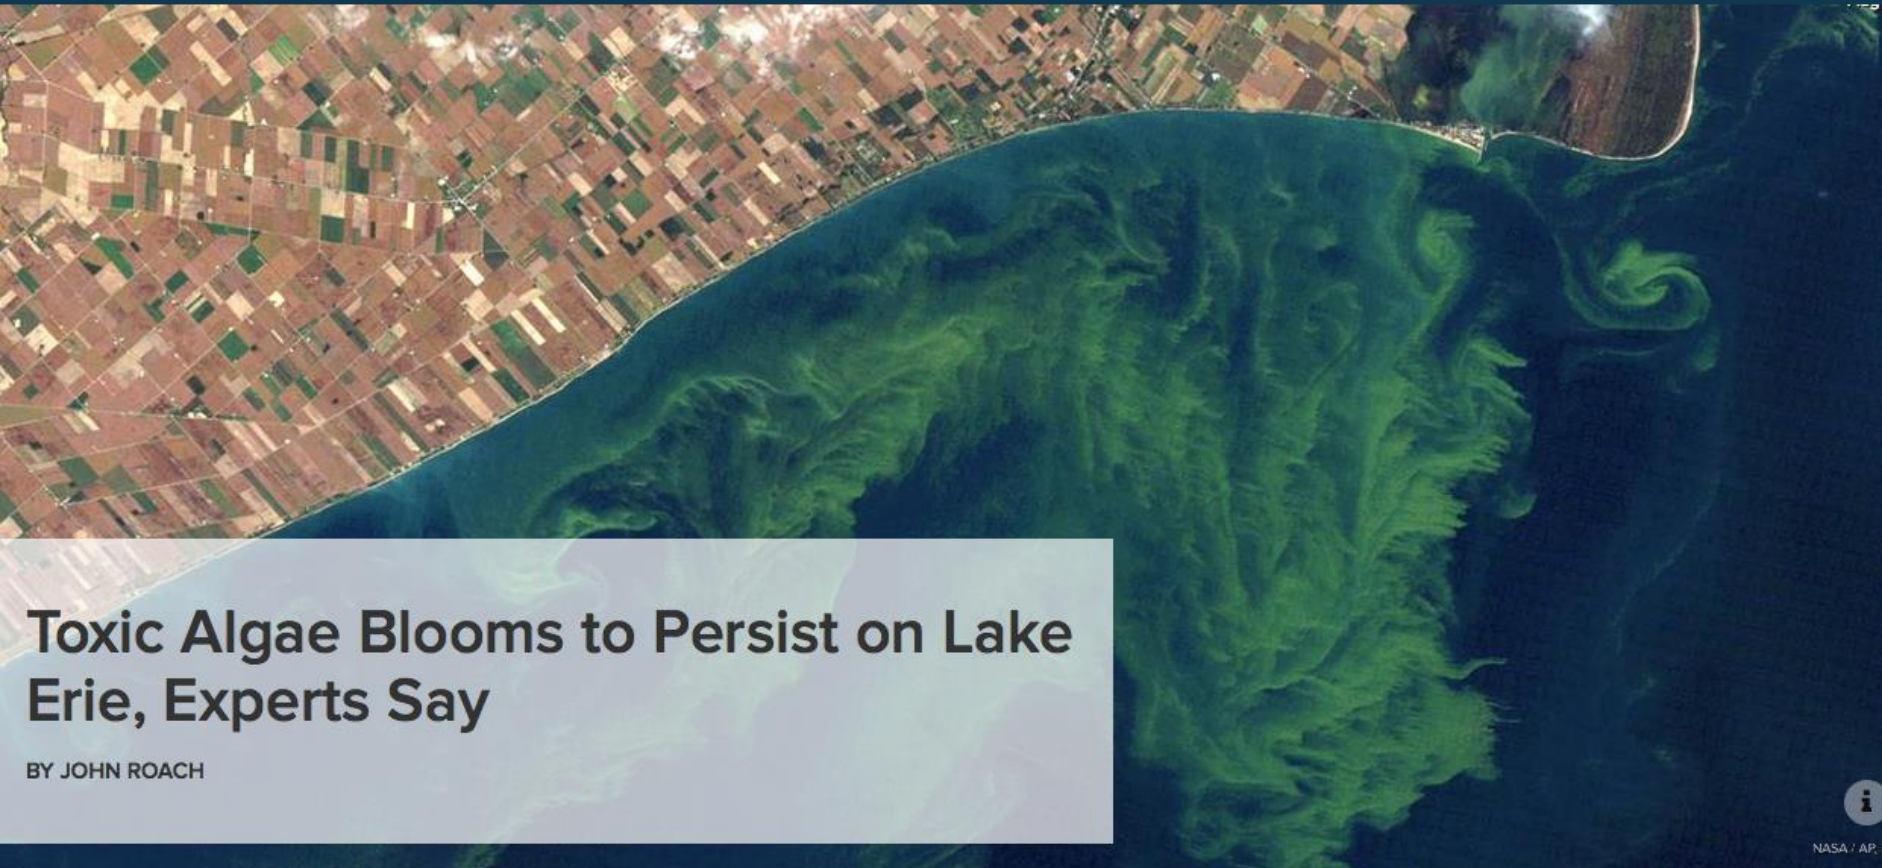 Toxic Algae Blooms to Persist on Lake
Erie, Experts Say
BY JOHN ROACH
i
NASA / AP,